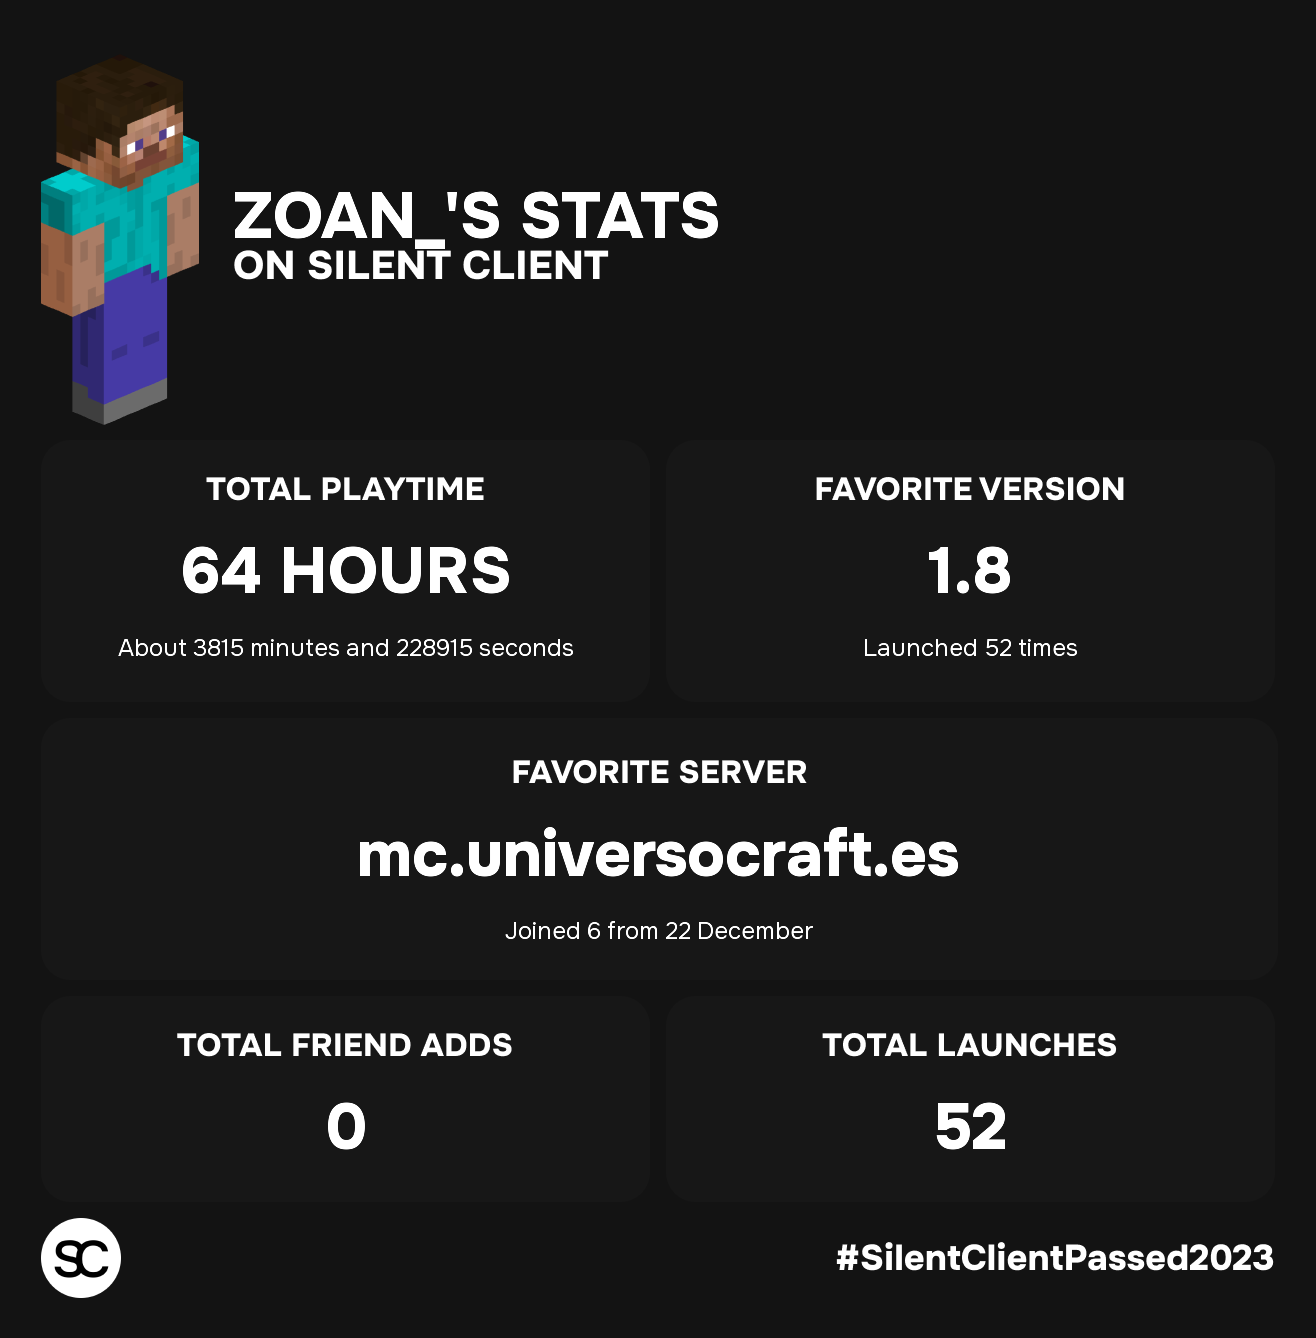 ZOAN_'S STATS
ON SILENT CLIENT
TOTAL PLAYTIME
64 HOURS
About 3815 minutes and 228915 seconds
FAVORITE VERSION
1.8
Launched 52 times
FAVORITE SERVER
mc.universocraft.es
Joined 6 from 22 December
TOTAL FRIEND ADDS
0
TOTAL LAUNCHES
52
SC
#SilentClientPassed2023